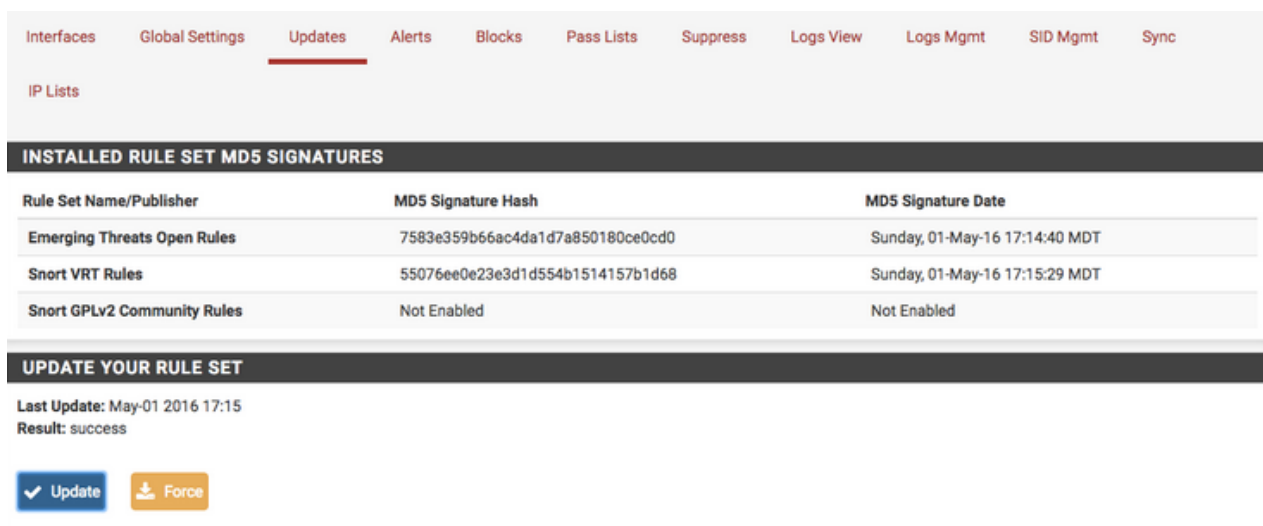 Interfaces Global Settings Updates Alerts Blocks Pass Lists Suppress Logs View Logs Mgmt SID Mgmt Sync
IP Lists
INSTALLED RULE SET MD5 SIGNATURES
Rule Set Name/Publisher MD5 Signature Hash MD5 Signature Date
Emerging Threats Open Rules 7583e359b66ac4da1d7a850180ce0cd0 Sunday, 01-May-16 17:14:40 MDT
Snort VRT Rules 55076ee0e23e3d1d554b1514157b1d68 Sunday, 01-May-16 17:15:29 MDT
Snort GPLv2 Community Rules Not Enabled Not Enabled
UPDATE YOUR RULE SET
Last Update: May-01 2016 17:15
Result: success
Update Force